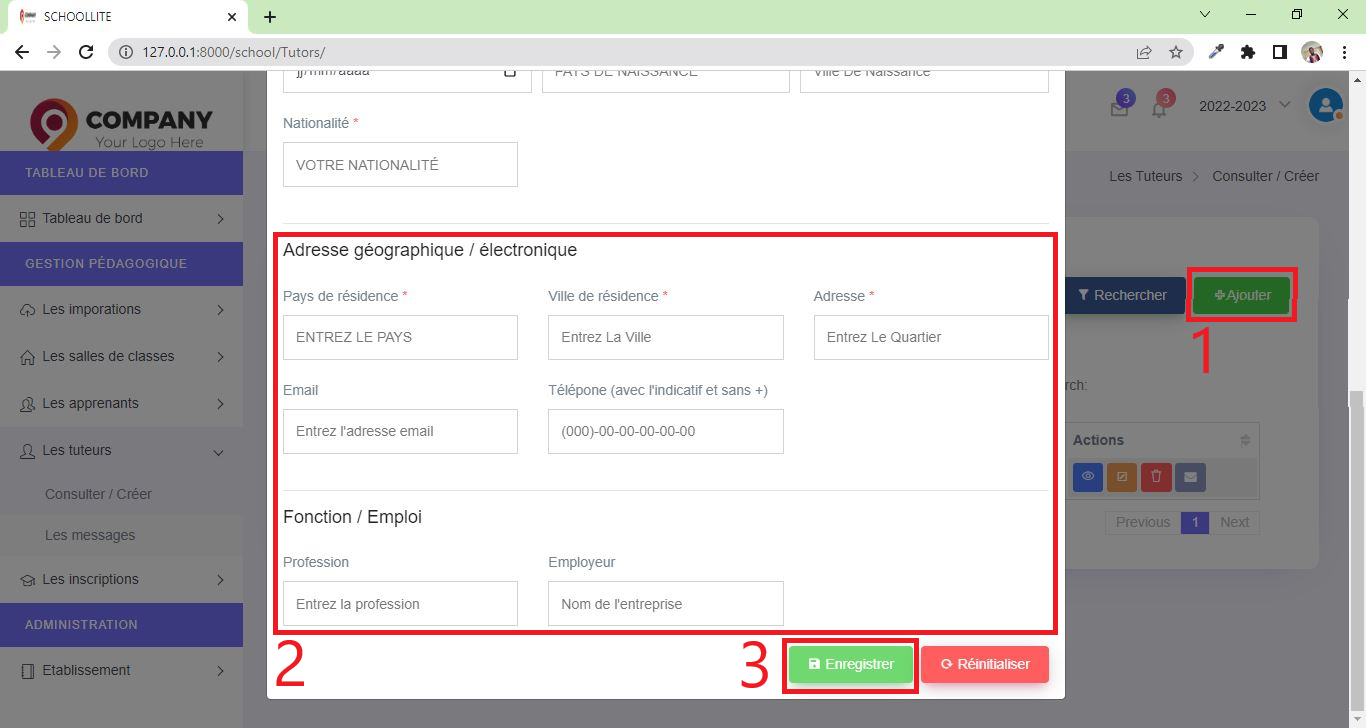 SCHOOLLITE
127.0.0.1:8000/school/Tutors/
COMPANY
Your Logo Here
TABLEAU DE BORD
Tableau de bord
GESTION PÉDAGOGIQUE
Les imporations
Les salles de classes
Les apprenants
Les tuteurs
Consulter / Créer
Les messages
Les inscriptions
ADMINISTRATION
Etablissement
jj/mm/aaaa
PAYS DE NAISSANCE
Ville De Naissance
Nationalité *
VOTRE NATIONALITÉ
Adresse géographique / électronique
Pays de résidence * Ville de résidence * Adresse *
ENTREZ LE PAYS Entrez La Ville Entrez Le Quartier
Email Télépone (avec l'indicatif et sans +)
Entrez l'adresse email (000)-00-00-00-00-00
Fonction / Emploi
Profession Employeur
Entrez la profession Nom de l'entreprise
2
3
Enregistrer
Réinitialiser
3
3
2022-2023
Les Tuteurs > Consulter / Créer
Rechercher
Ajouter
1
rch:
Actions
Previous 1 Next